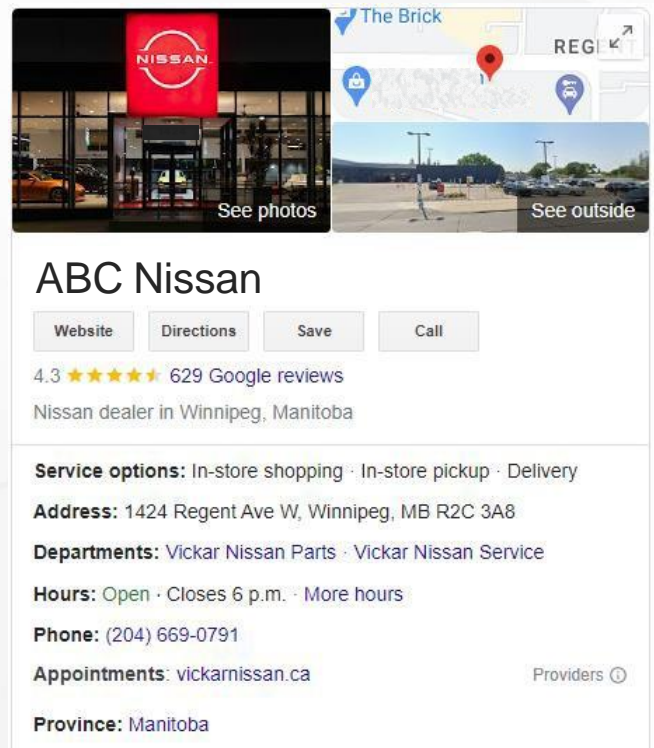 The Brick
REGENT
NISSAN
See photos
See outside
ABC Nissan
Website Directions Save Call
4.3 629 Google reviews
Nissan dealer in Winnipeg, Manitoba
Service options: In-store shopping · In-store pickup · Delivery
Address: 1424 Regent Ave W, Winnipeg, MB R2C 3A8
Departments: Vickar Nissan Parts · Vickar Nissan Service
Hours: Open · Closes 6 p.m. · More hours
Phone: (204) 669-0791
Appointments: vickarnissan.ca Providers
Province: Manitoba